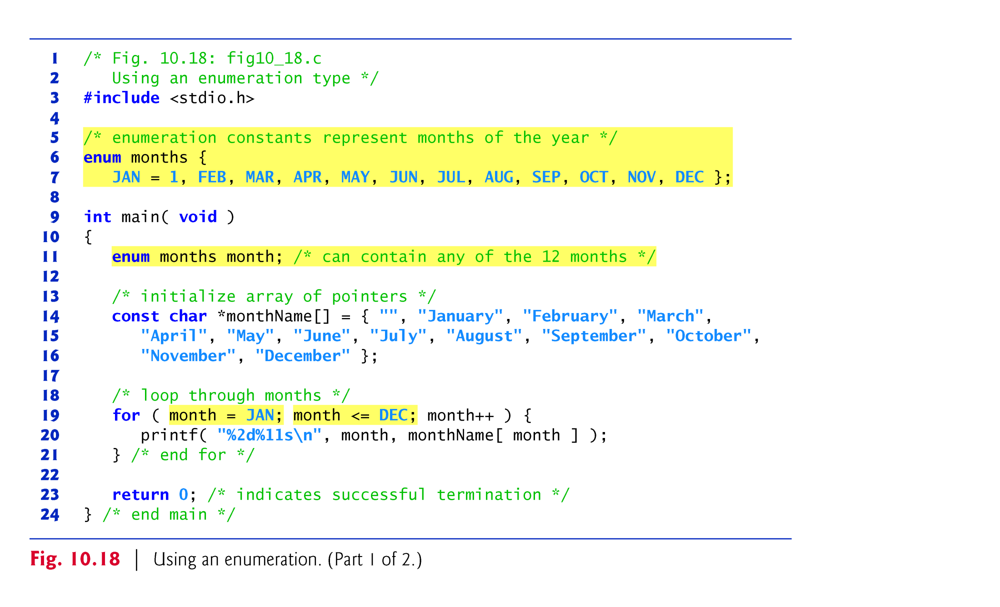 1 /* Fig. 10.18: fig10_18.c
2    Using an enumeration type */
3 #include <stdio.h>
4
5 /* enumeration constants represent months of the year */
6 enum months {
7    JAN = 1, FEB, MAR, APR, MAY, JUN, JUL, AUG, SEP, OCT, NOV, DEC };
8
9 int main( void )
10 {
11    enum months month; /* can contain any of the 12 months */
12
13    /* initialize array of pointers */
14    const char *monthName[] = { "", "January", "February", "March",
15       "April", "May", "June", "July", "August", "September", "October",
16       "November", "December" };
17
18    /* loop through months */
19    for ( month = JAN; month <= DEC; month++ ) {
20       printf( "%2d%11s\n", month, monthName[ month ] );
21    } /* end for */
22
23    return 0; /* indicates successful termination */
24 } /* end main */
Fig. 10.18 | Using an enumeration. (Part 1 of 2.)